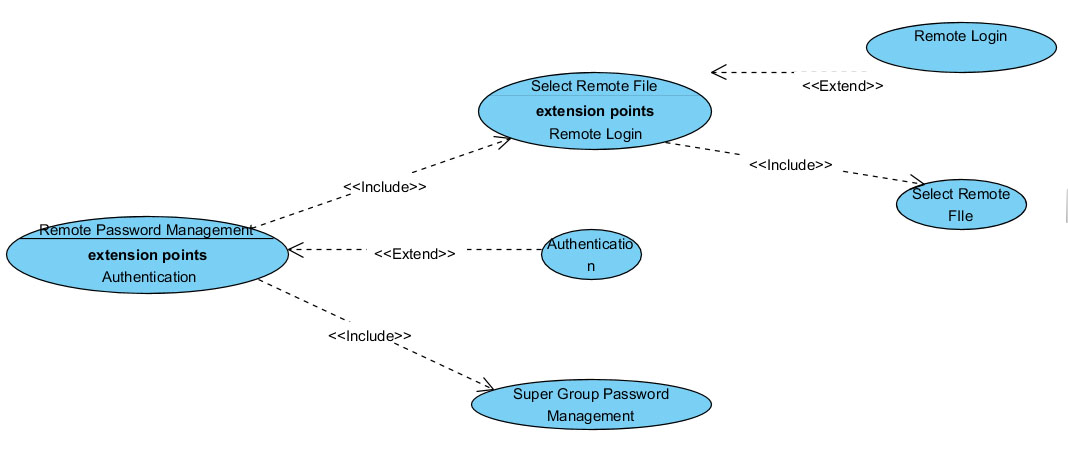 Remote Login
<<Extend>>
Select Remote File
extension points
Remote Login
<<Include>>
<<Include>>
Select Remote
FIle
Remote Password Management
extension points
Authentication
<<Extend>>
Authenticatio
n
<<Include>>
Super Group Password
Management